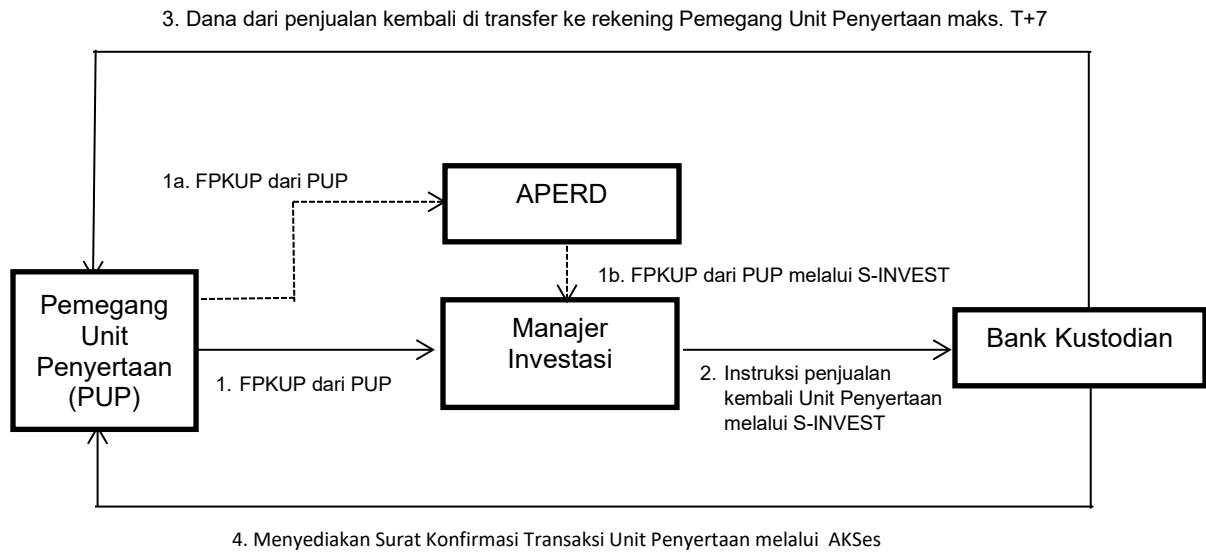 3. Dana dari penjualan kembali di transfer ke rekening Pemegang Unit Penyertaan maks. T+7
1a. FPKUP dari PUP
APERD
1b. FPKUP dari PUP melalui S-INVEST
Pemegang
Unit
Penyertaan
(PUP)
1. FPKUP dari PUP
Manajer
Investasi
2. Instruksi penjualan
kembali Unit Penyertaan
melalui S-INVEST
Bank Kustodian
4. Menyediakan Surat Konfirmasi Transaksi Unit Penyertaan melalui AKSes